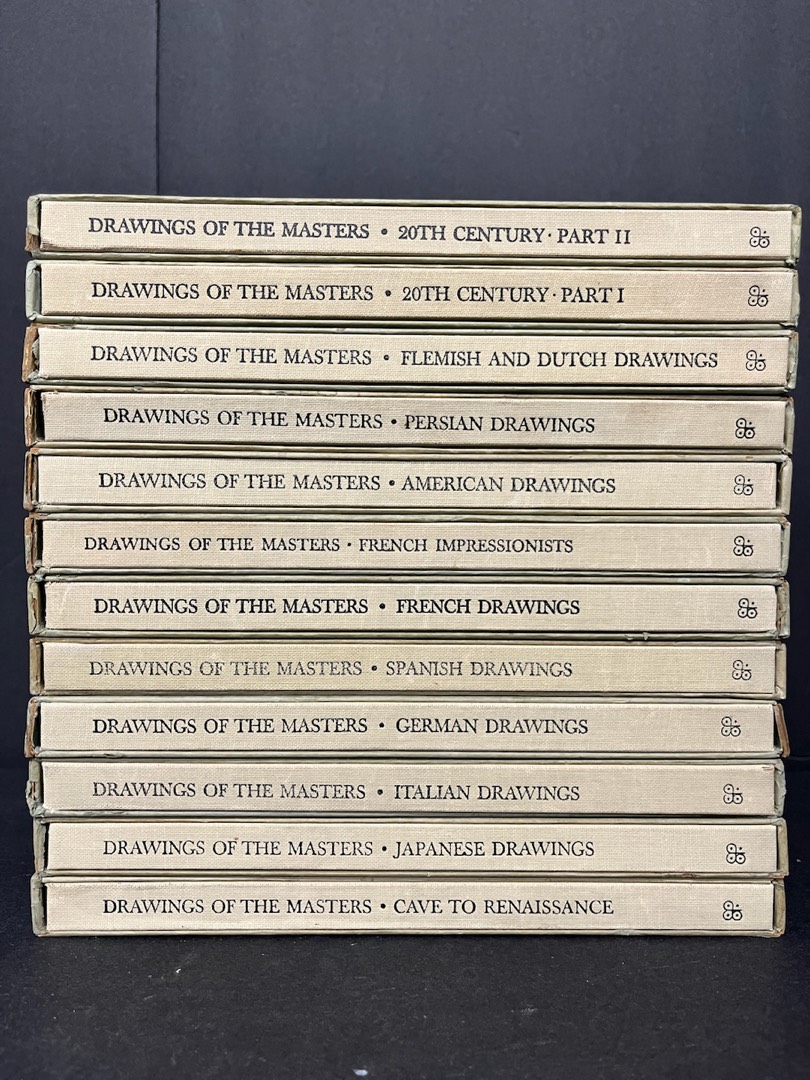 DRAWINGS OF THE MASTERS • 20TH CENTURY · PART II
DRAWINGS OF THE MASTERS • 20TH CENTURY · PART I
DRAWINGS OF THE MASTERS • FLEMISH AND DUTCH DRAWINGS
DRAWINGS OF THE MASTERS • PERSIAN DRAWINGS
DRAWINGS OF THE MASTERS • AMERICAN DRAWINGS
DRAWINGS OF THE MASTERS · FRENCH IMPRESSIONISTS
DRAWINGS OF THE MASTERS • FRENCH DRAWINGS
DRAWINGS OF THE MASTERS • SPANISH DRAWINGS
DRAWINGS OF THE MASTERS • GERMAN DRAWINGS
DRAWINGS OF THE MASTERS • ITALIAN DRAWINGS
DRAWINGS OF THE MASTERS • JAPANESE DRAWINGS
DRAWINGS OF THE MASTERS • CAVE TO RENAISSANCE